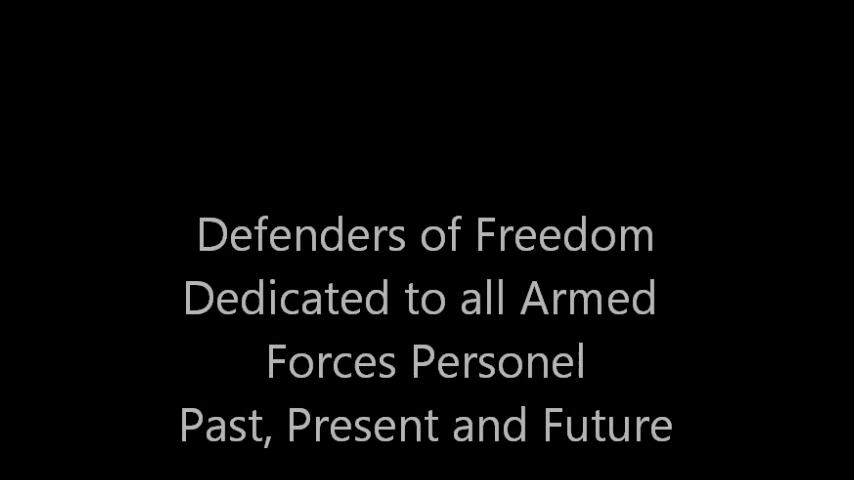 Defenders of Freedom
Dedicated to all Armed
Forces Personel
Past, Present and Future